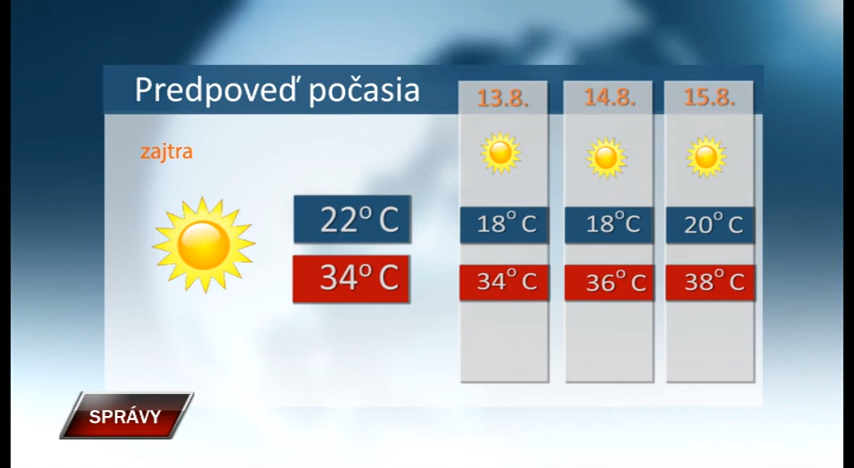 Predpoveď počasia
zajtra
22° C
34° C
13.8.
18° C
34° C
14.8.
18°C
36° C
15.8.
20° C
38° C
SPRÁVY